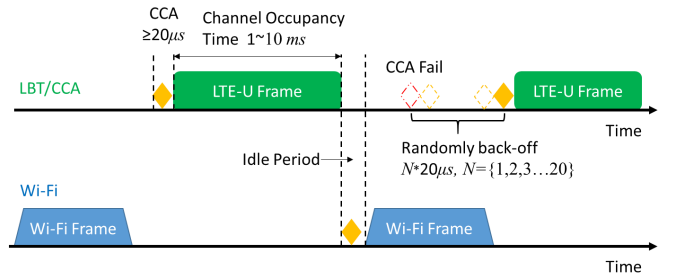 CCA
≥20μs
Channel Occupancy
Time 1~10 ms
CCA Fail
LBT/CCA
LTE-U Frame
LTE-U Frame
Time
Idle Period
Randomly back-off
N*20μs, N={1,2,3…20}
Wi-Fi
Wi-Fi Frame
Wi-Fi Frame
Time